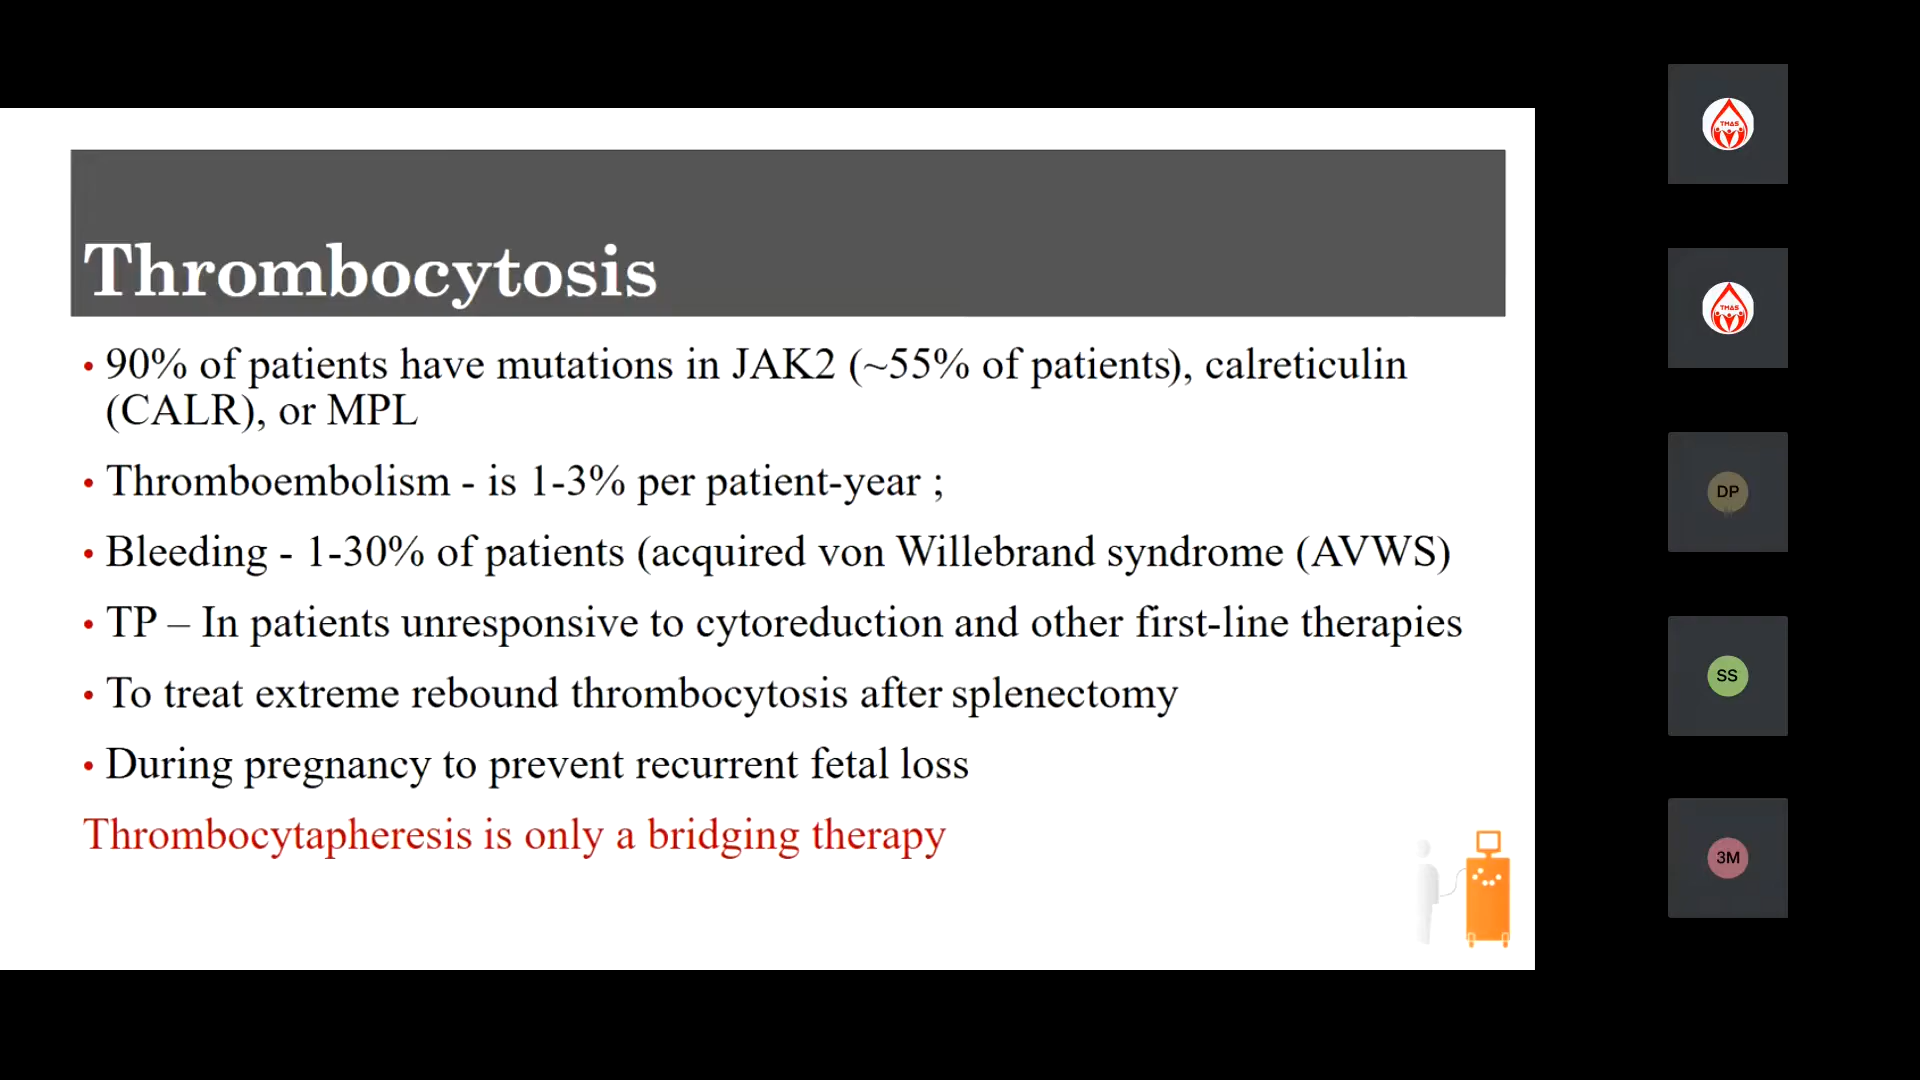 Thrombocytosis
• 90% of patients have mutations in JAK2 (~55% of patients), calreticulin
(CALR), or MPL
• Thromboembolism - is 1-3% per patient-year ;
• Bleeding - 1-30% of patients (acquired von Willebrand syndrome (AVWS)
• TP – In patients unresponsive to cytoreduction and other first-line therapies
• To treat extreme rebound thrombocytosis after splenectomy
• During pregnancy to prevent recurrent fetal loss
Thrombocytapheresis is only a bridging therapy
TMAS
TMAS
DP
SS
3M